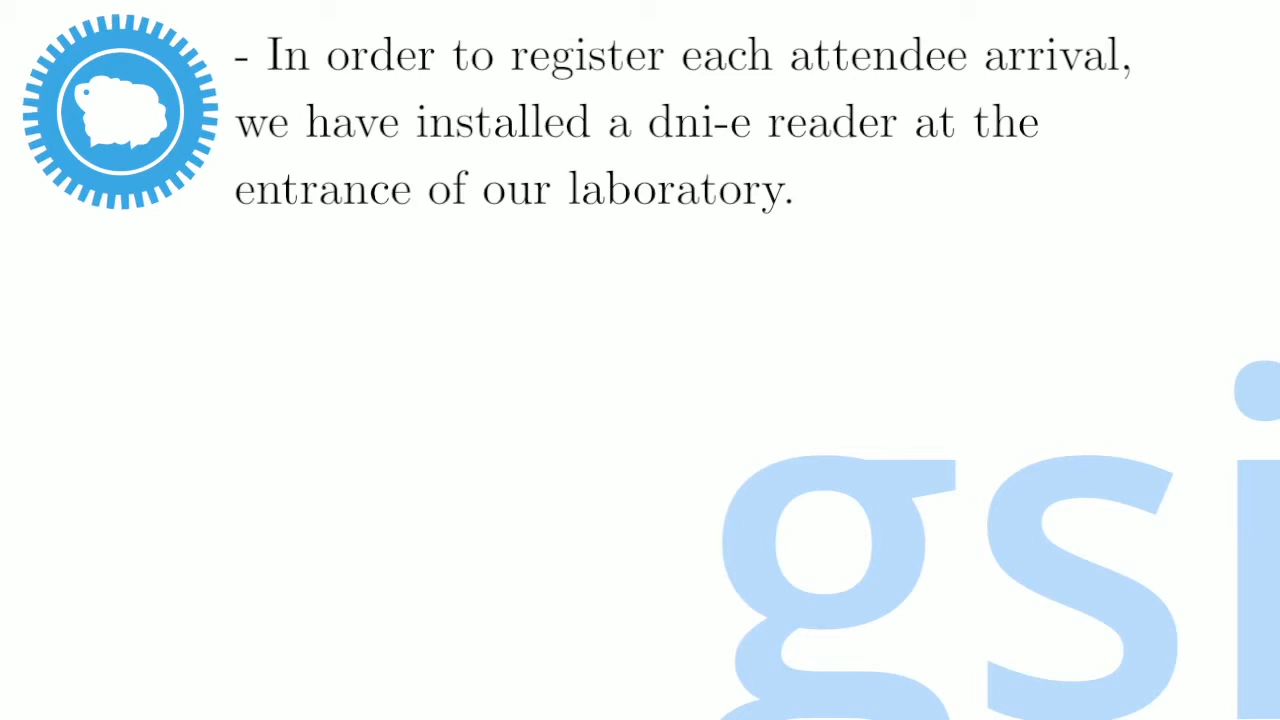 - In order to register each attendee arrival,
we have installed a dni-e reader at the
entrance of our laboratory.
gsi